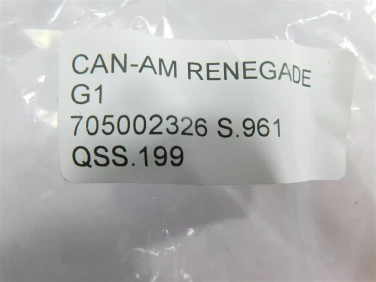 CAN-AM RENEGADE
G1
705002326 S.961
QSS.199